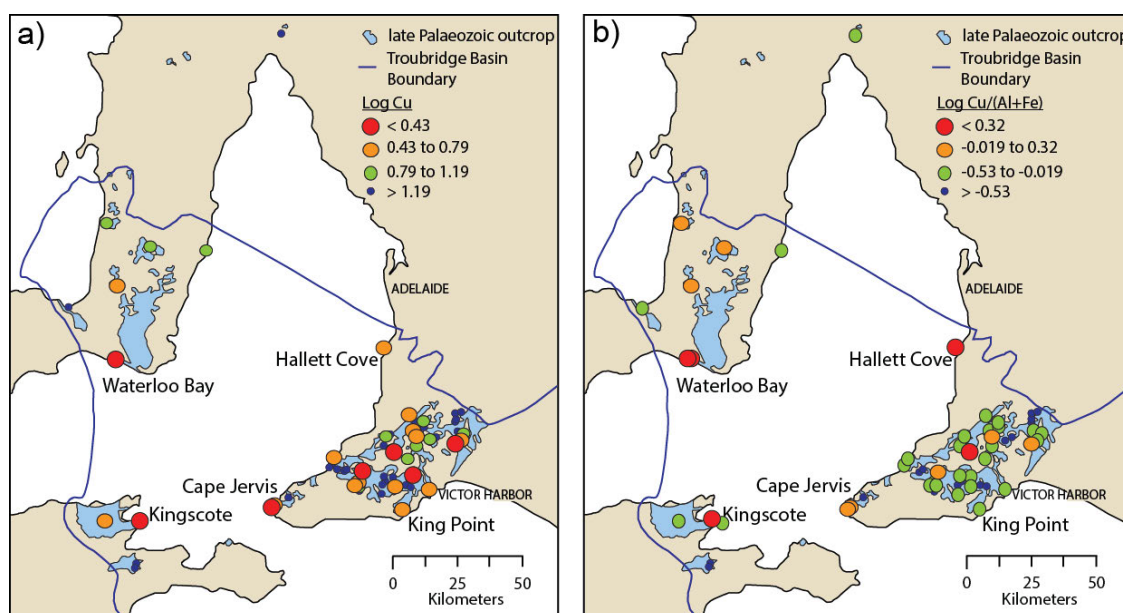 a)
late Palaeozoic outcrop
Troubridge Basin
Boundary
Log Cu
< 0.43
0.43 to 0.79
0.79 to 1.19
> 1.19
ADELAIDE
Hallett Cove
Waterloo Bay
Cape Jervis
VICTOR HARBOR
Kingscote
King Point
0 25 50
Kilometers
b)
late Palaeozoic outcrop
Troubridge Basin
Boundary
Log Cu/(Al+Fe)
< 0.32
-0.019 to 0.32
-0.53 to -0.019
> -0.53
ADELAIDE
Hallett Cove
Waterloo Bay
Cape Jervis
VICTOR HARBOR
Kingscote
King Point
0 25 50
Kilometers